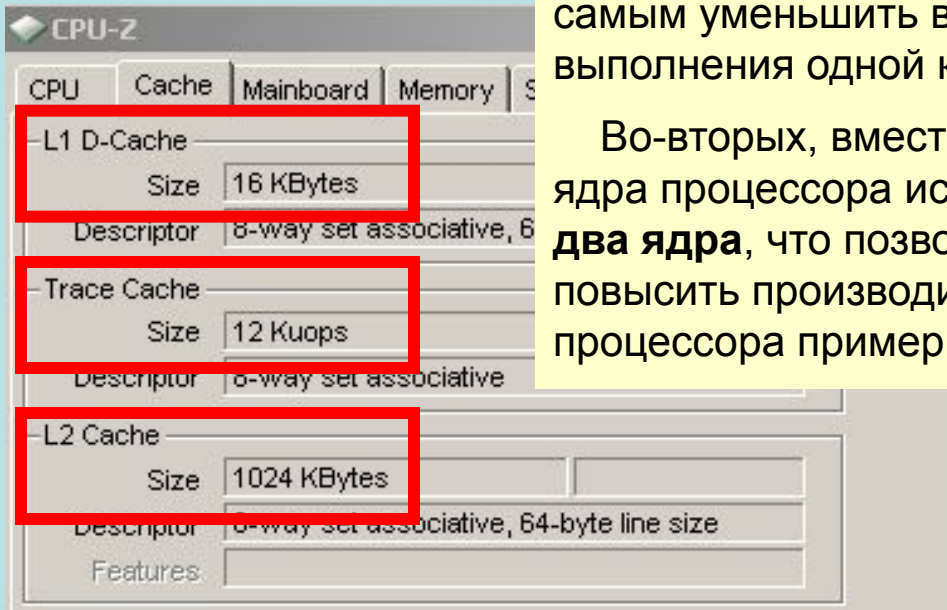 CPU-Z
CPU Cache Mainboard Memory S
L1 D-Cache
Size 16 KBytes
Descriptor 8-way set associative, 6
Trace Cache
Size 12 Kuops
Descriptor 8-way set associative
L2 Cache
Size 1024 KBytes
Descriptor 8-way set associative, 64-byte line size
Features
самым уменьшить в
выполнения одной к
Во-вторых, вмест
ядра процессора ис
два ядра, что позво
повысить производи
процессора пример